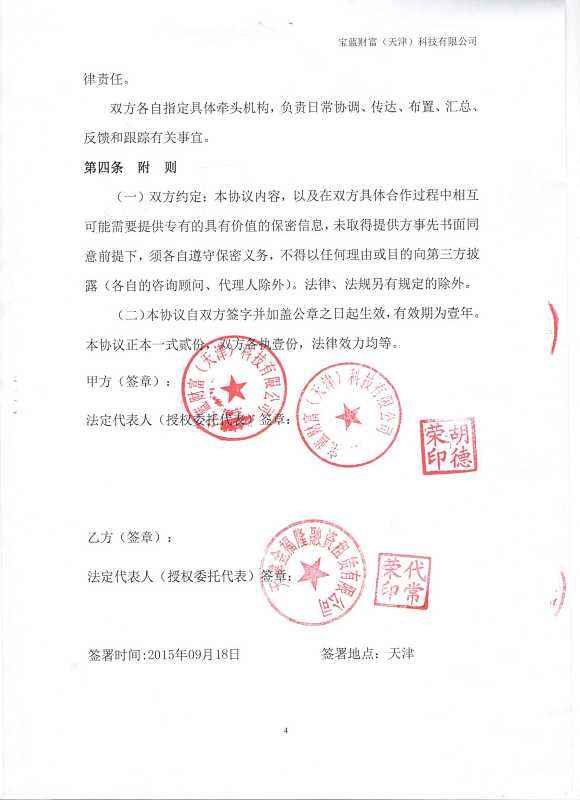 宝蓝财富（天津）科技有限公司
律责任。
双方各自指定具体牵头机构，负责日常协调、传达、布置、汇总、
反馈和跟踪有关事宜。
第四条 附 则
（一）双方约定：本协议内容，以及在双方具体合作过程中相互
可能需要提供专有的具有价值的保密信息，未取得提供方事先书面同
意前提下，须各自遵守保密义务，不得以任何理由或目的向第三方披
露（各自的咨询顾问、代理人除外）。法律、法规另有规定的除外。
（二）本协议自双方签字并加盖公章之日起生效，有效期为壹年。
本协议正本一式贰份，双方各执壹份，法律效力均等。
甲方（签章）：
宝蓝财富（天津）科技有限公司
宝蓝财富（天津）科技有限公司
法定代表人（授权委托代表）签章：
胡德荣印
乙方（签章）：
天津金福隆融资租赁有限公司
法定代表人（授权委托代表）签章：
代常荣印
签署时间:2015年09月18日 签署地点：天津
4